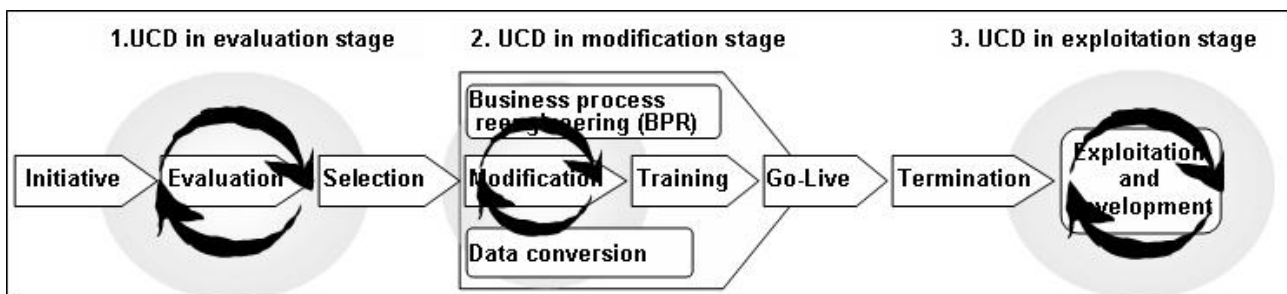 1.UCD in evaluation stage
2. UCD in modification stage
3. UCD in exploitation stage
Business process
reengineering (BPR)
Initiative
Evaluation
Selection
Modification
Training
Go-Live
Termination
Exploitation
and
development
Data conversion